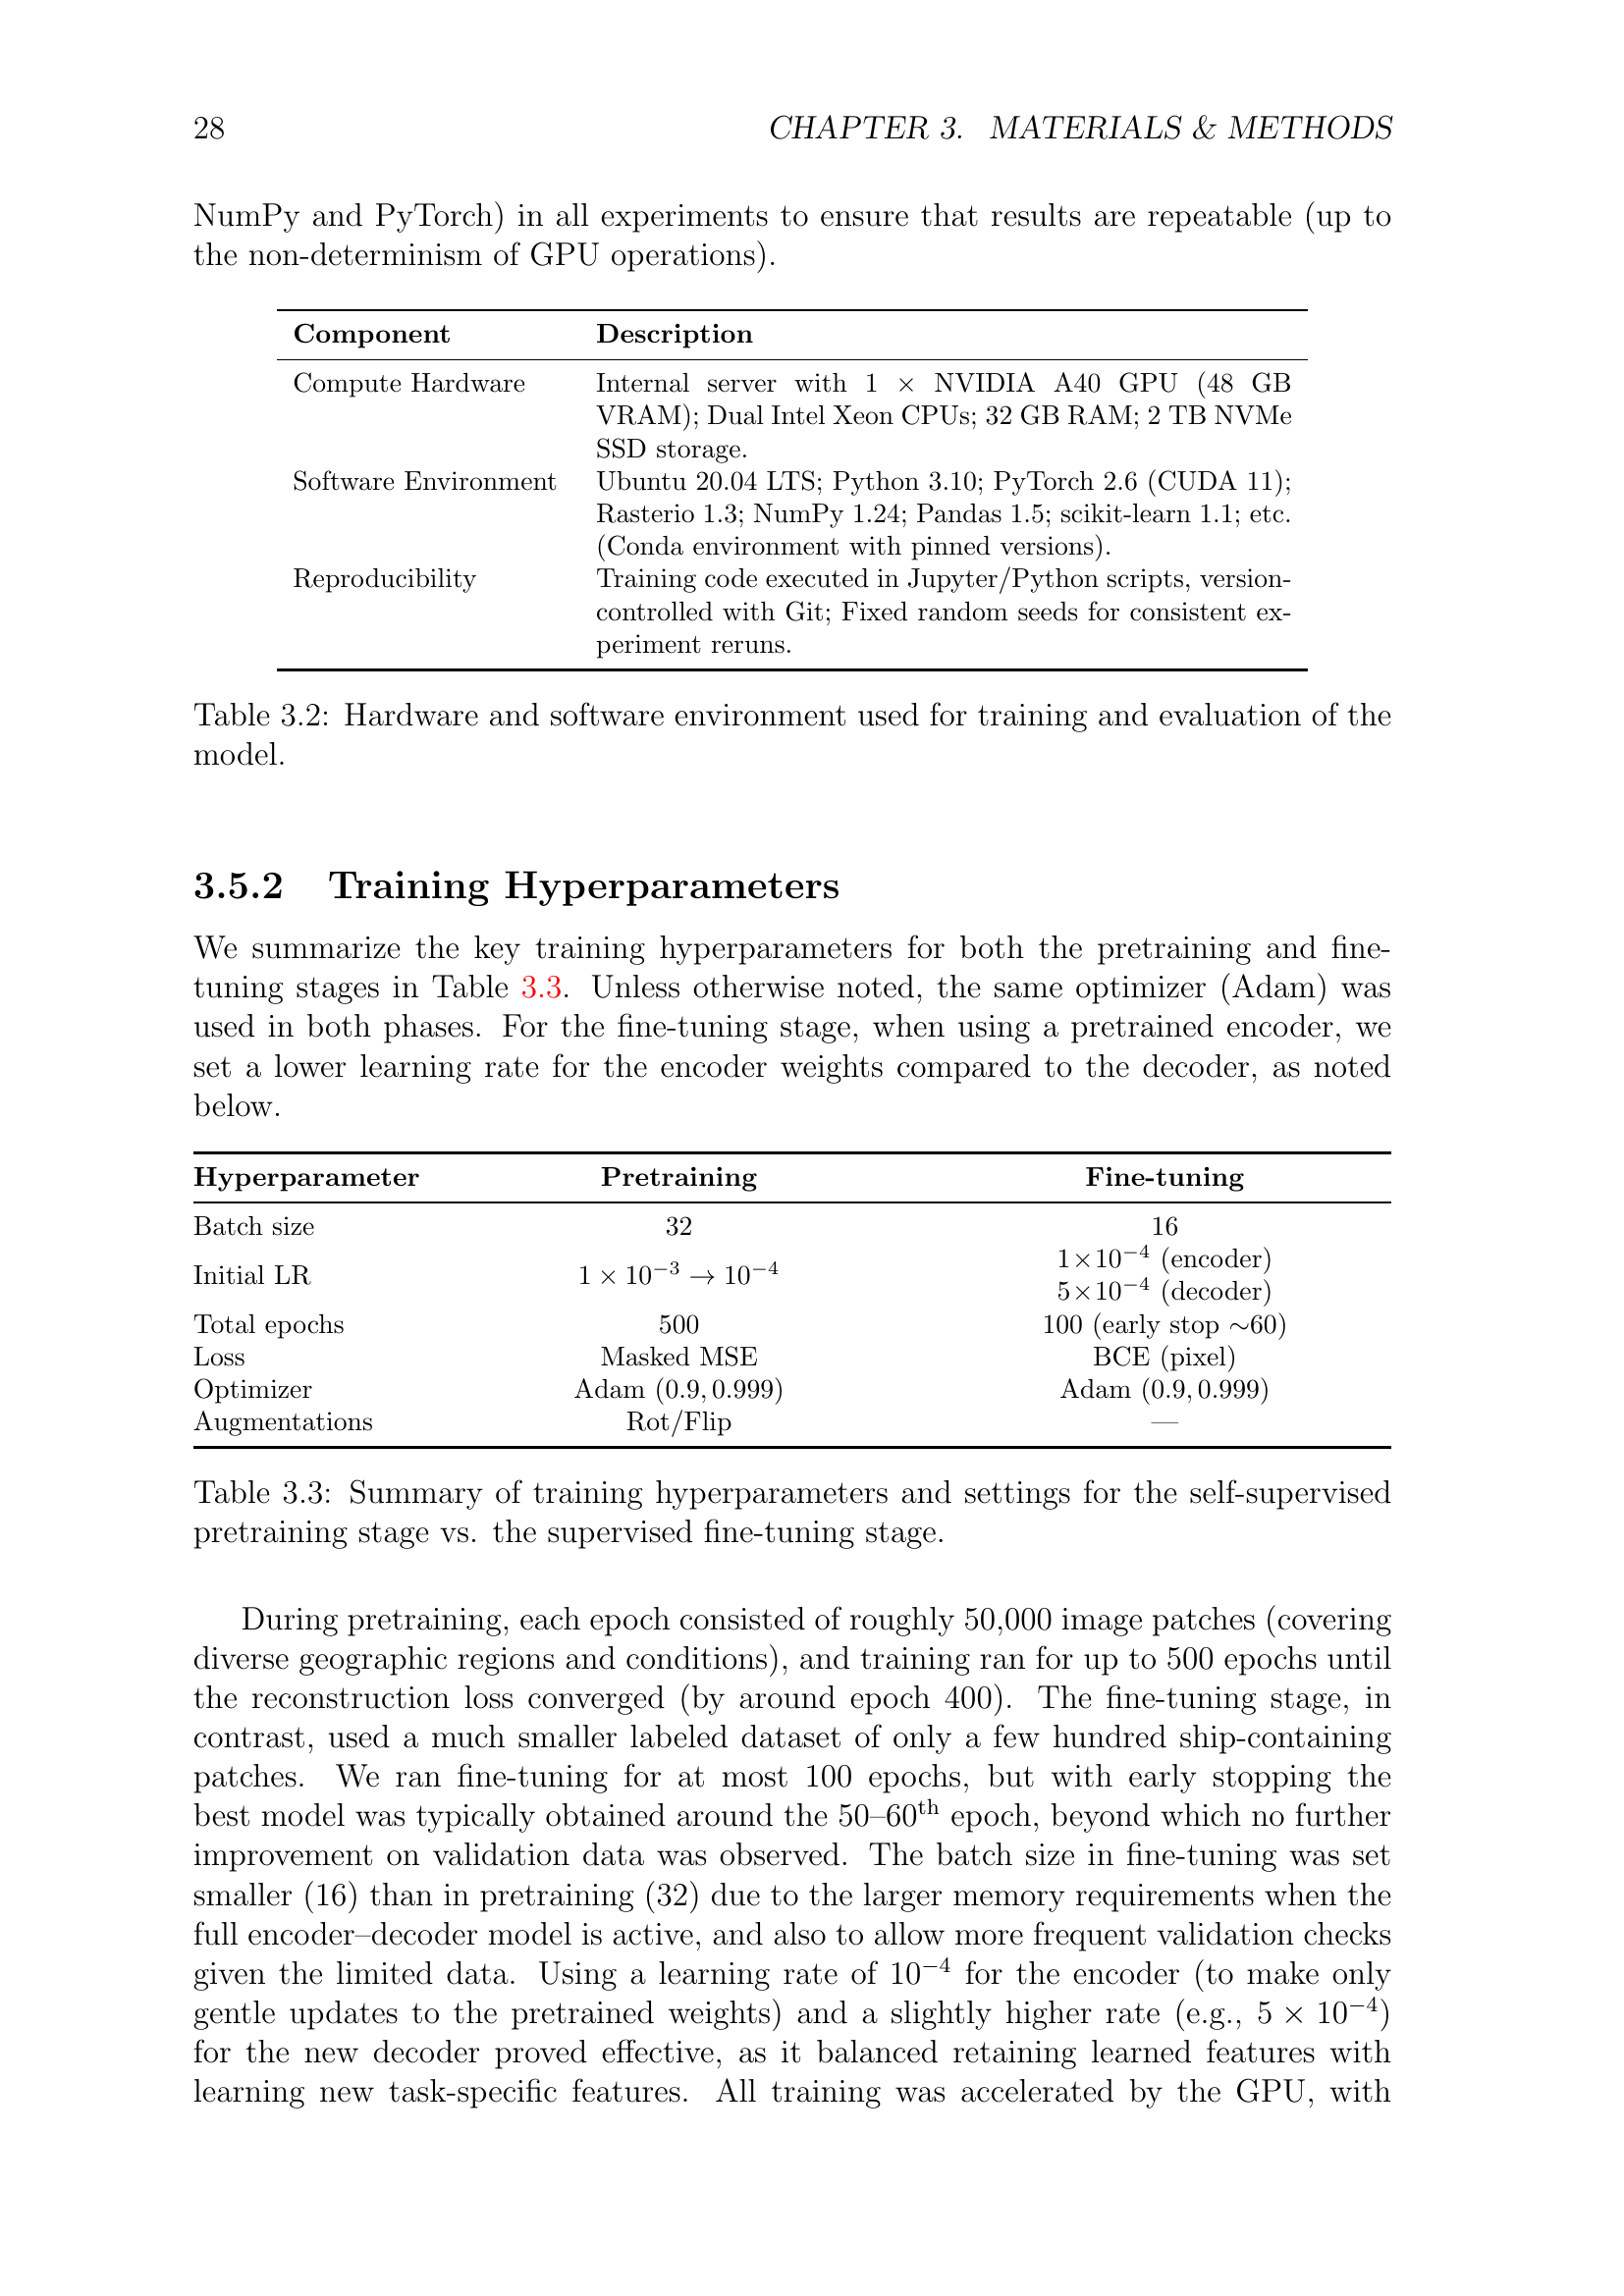 28 CHAPTER 3. MATERIALS & METHODS
NumPy and PyTorch) in all experiments to ensure that results are repeatable (up to
the non-determinism of GPU operations).
Component Description
Compute Hardware Internal server with 1 × NVIDIA A40 GPU (48 GB
VRAM); Dual Intel Xeon CPUs; 32 GB RAM; 2 TB NVMe
SSD storage.
Software Environment Ubuntu 20.04 LTS; Python 3.10; PyTorch 2.6 (CUDA 11);
Rasterio 1.3; NumPy 1.24; Pandas 1.5; scikit-learn 1.1; etc.
(Conda environment with pinned versions).
Reproducibility Training code executed in Jupyter/Python scripts, version-
controlled with Git; Fixed random seeds for consistent ex-
periment reruns.
Table 3.2: Hardware and software environment used for training and evaluation of the
model.
3.5.2 Training Hyperparameters
We summarize the key training hyperparameters for both the pretraining and fine-
tuning stages in Table 3.3. Unless otherwise noted, the same optimizer (Adam) was
used in both phases. For the fine-tuning stage, when using a pretrained encoder, we
set a lower learning rate for the encoder weights compared to the decoder, as noted
below.
Hyperparameter Pretraining Fine-tuning
Batch size 32 16
Initial LR 1 × 10⁻³ → 10⁻⁴ 1×10⁻⁴ (encoder)
5×10⁻⁴ (decoder)
Total epochs 500 100 (early stop ∼60)
Loss Masked MSE BCE (pixel)
Optimizer Adam (0.9, 0.999) Adam (0.9, 0.999)
Augmentations Rot/Flip —
Table 3.3: Summary of training hyperparameters and settings for the self-supervised
pretraining stage vs. the supervised fine-tuning stage.
During pretraining, each epoch consisted of roughly 50,000 image patches (covering
diverse geographic regions and conditions), and training ran for up to 500 epochs until
the reconstruction loss converged (by around epoch 400). The fine-tuning stage, in
contrast, used a much smaller labeled dataset of only a few hundred ship-containing
patches. We ran fine-tuning for at most 100 epochs, but with early stopping the
best model was typically obtained around the 50–60ᵗʰ epoch, beyond which no further
improvement on validation data was observed. The batch size in fine-tuning was set
smaller (16) than in pretraining (32) due to the larger memory requirements when the
full encoder–decoder model is active, and also to allow more frequent validation checks
given the limited data. Using a learning rate of 10⁻⁴ for the encoder (to make only
gentle updates to the pretrained weights) and a slightly higher rate (e.g., 5 × 10⁻⁴)
for the new decoder proved effective, as it balanced retaining learned features with
learning new task-specific features. All training was accelerated by the GPU, with